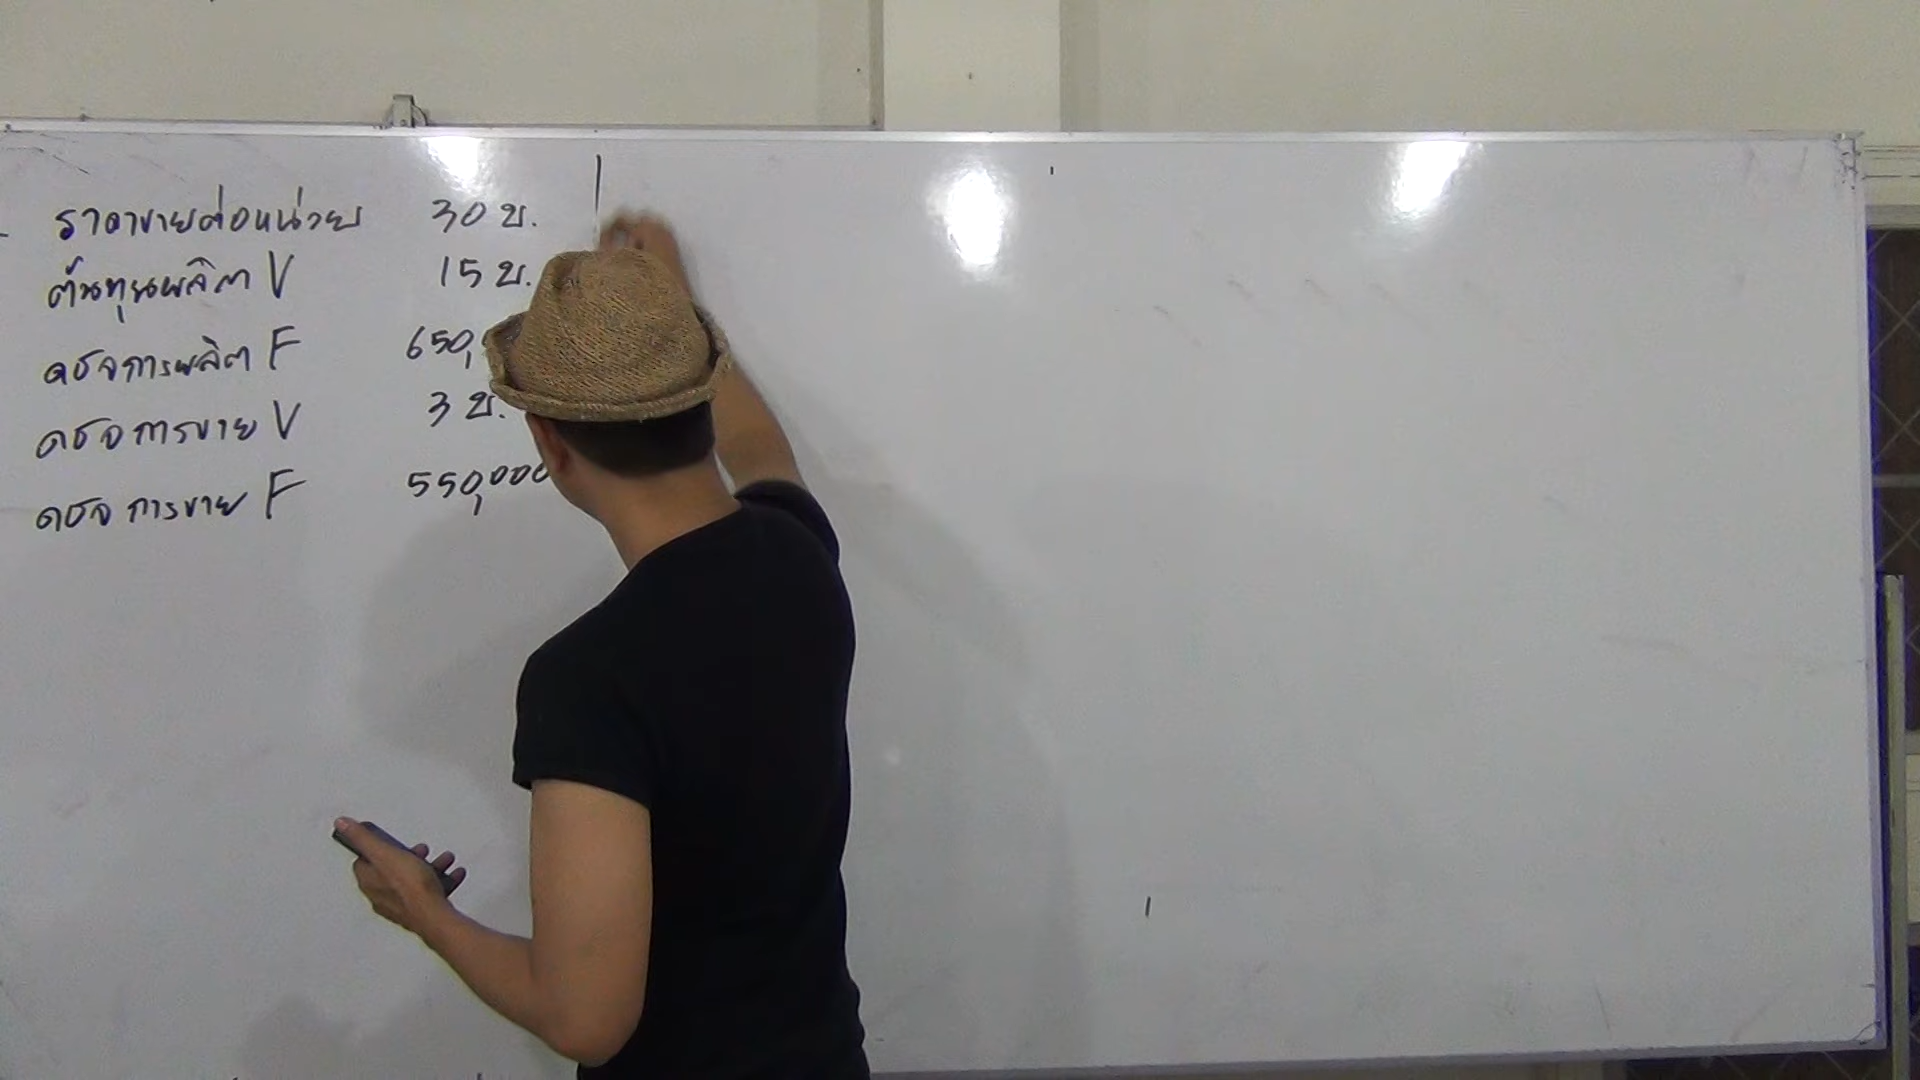 ราคาขายต่อหน่วย 30 บ.
ต้นทุนผลิต V 15 บ.
คชจการผลิต F 650,
คชจการขาย V 3 บ.
คชจ การขาย F 550,000